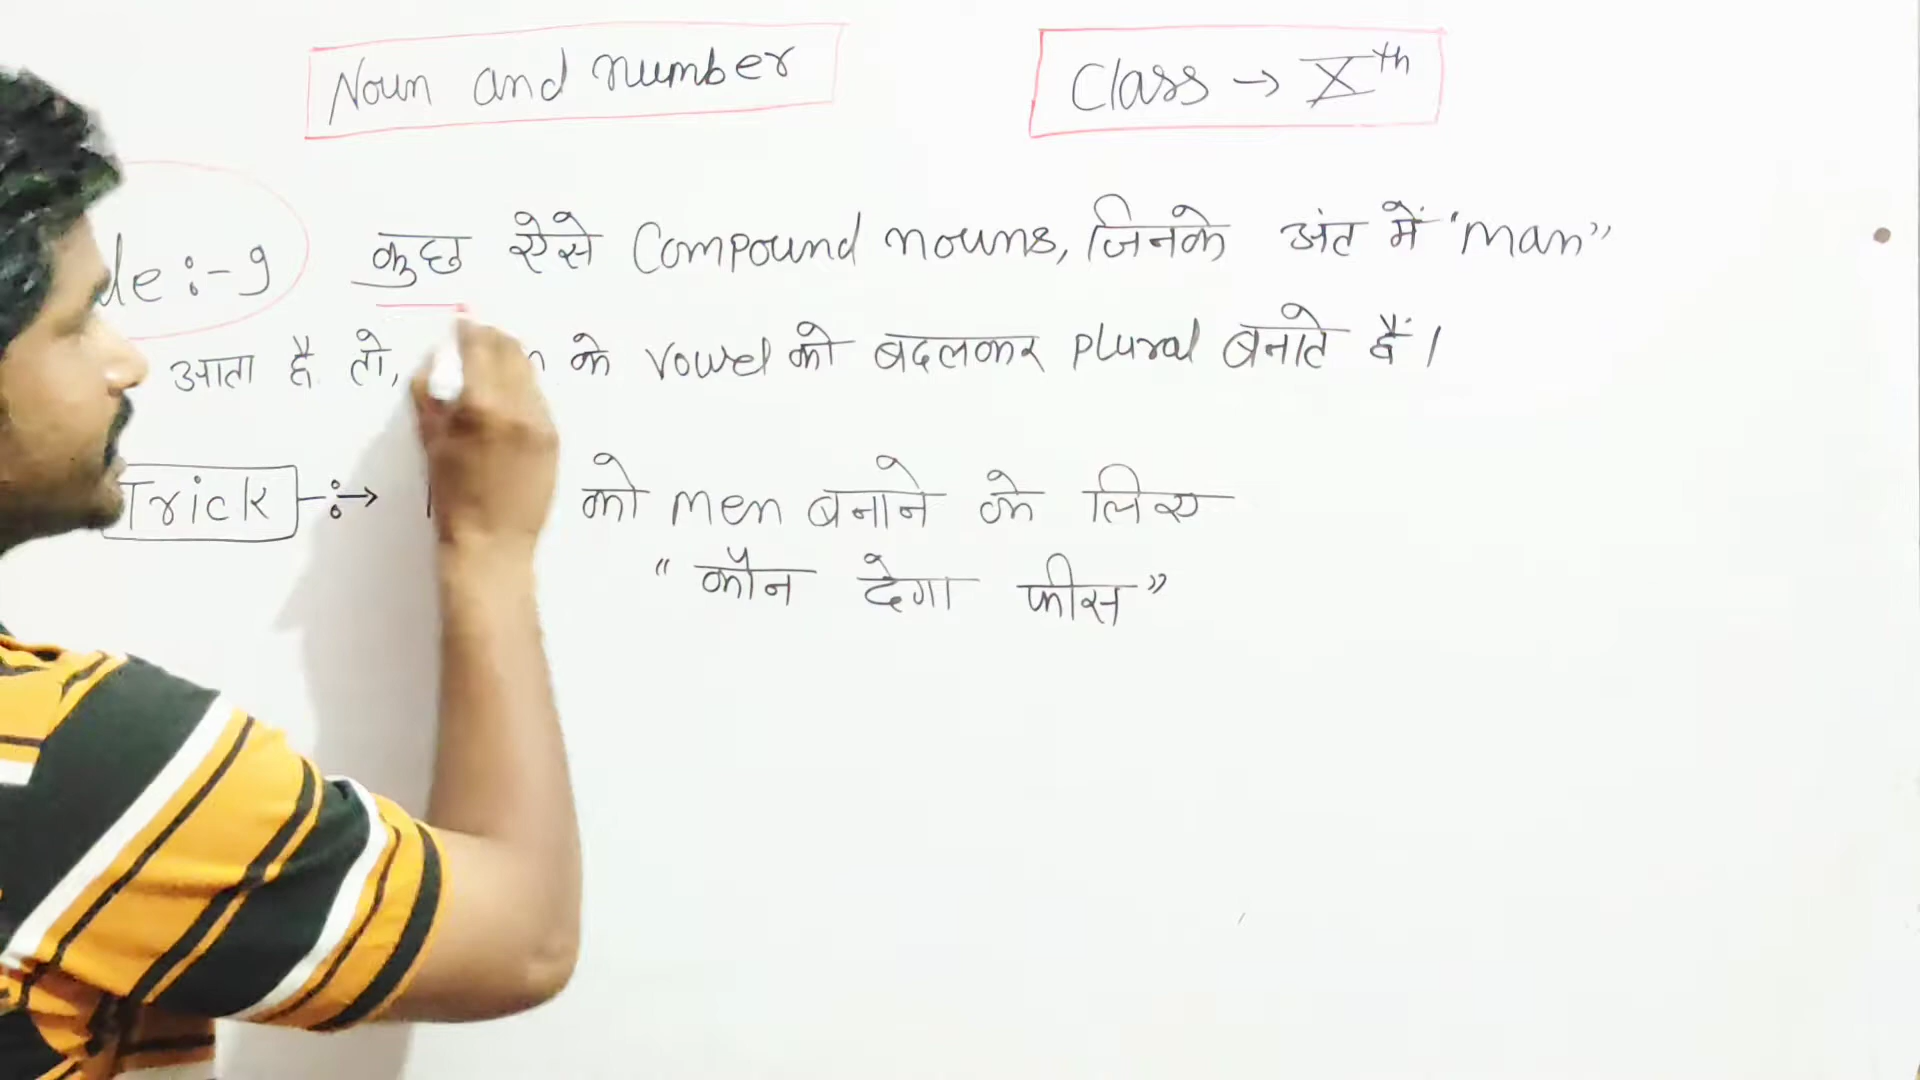 Noun and number
Class → Xth
:- 9 कुछ ऐसे Compound nouns, जिनके अंत में "man"
आता है तो, के vowel को बदलकर plural बनाते हैं।
Trick -:→ को men बनाने के लिए
"कौन देगा फीस"